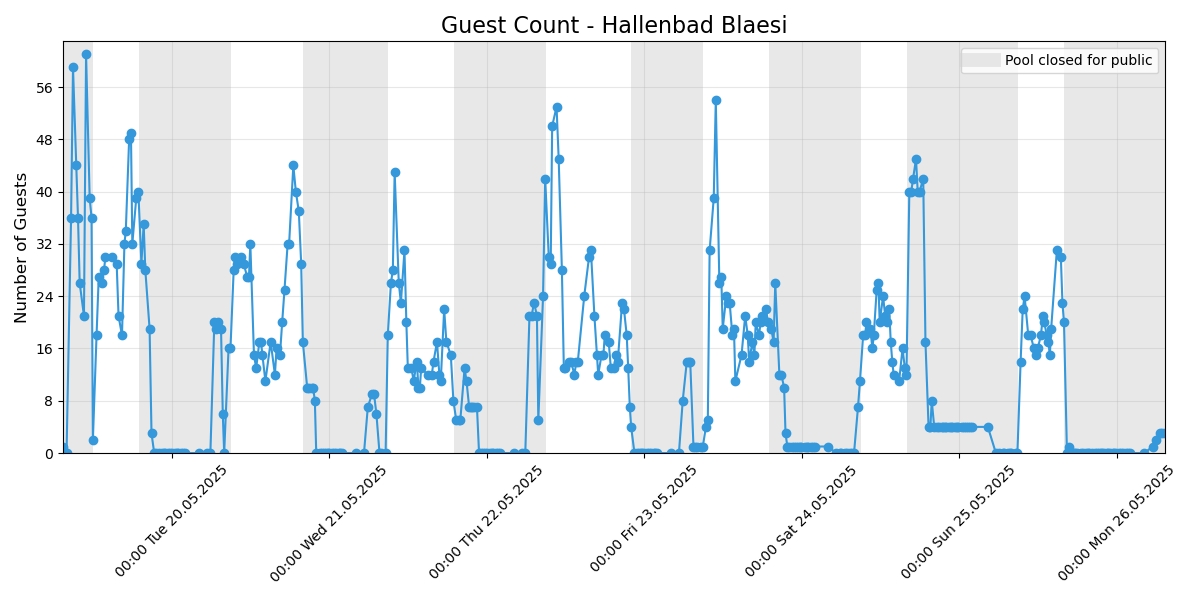 Guest Count - Hallenbad Blaesi
Pool closed for public
Number of Guests
56
48
40
32
24
16
8
0
00:00 Tue 20.05.2025
00:00 Wed 21.05.2025
00:00 Thu 22.05.2025
00:00 Fri 23.05.2025
00:00 Sat 24.05.2025
00:00 Sun 25.05.2025
00:00 Mon 26.05.2025